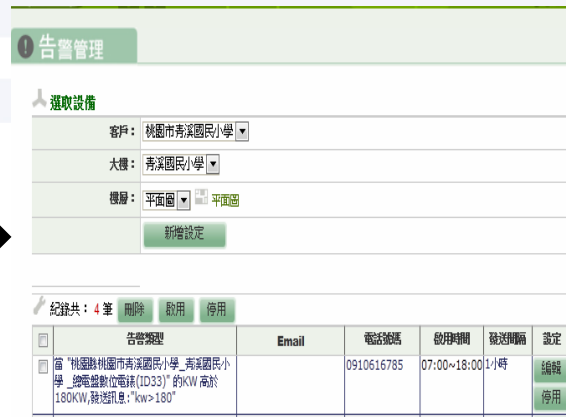 告警管理
選取設備
客戶： 桃園市青溪國民小學
大樓： 青溪國民小學
樓層： 平面圖 平面圖
新增設定
紀錄共： 4 筆 刪除 啟用 停用
告警類型 Email 電話號碼 啟用時間 發送間隔 設定
當 "桃園縣桃園市青溪國民小學_青溪國民小 0910616785 07:00~18:00 1小時 編輯
學_總電盤數位電錶(ID33)" 的KW 高於
180KW,發送訊息:"kw>180" 停用